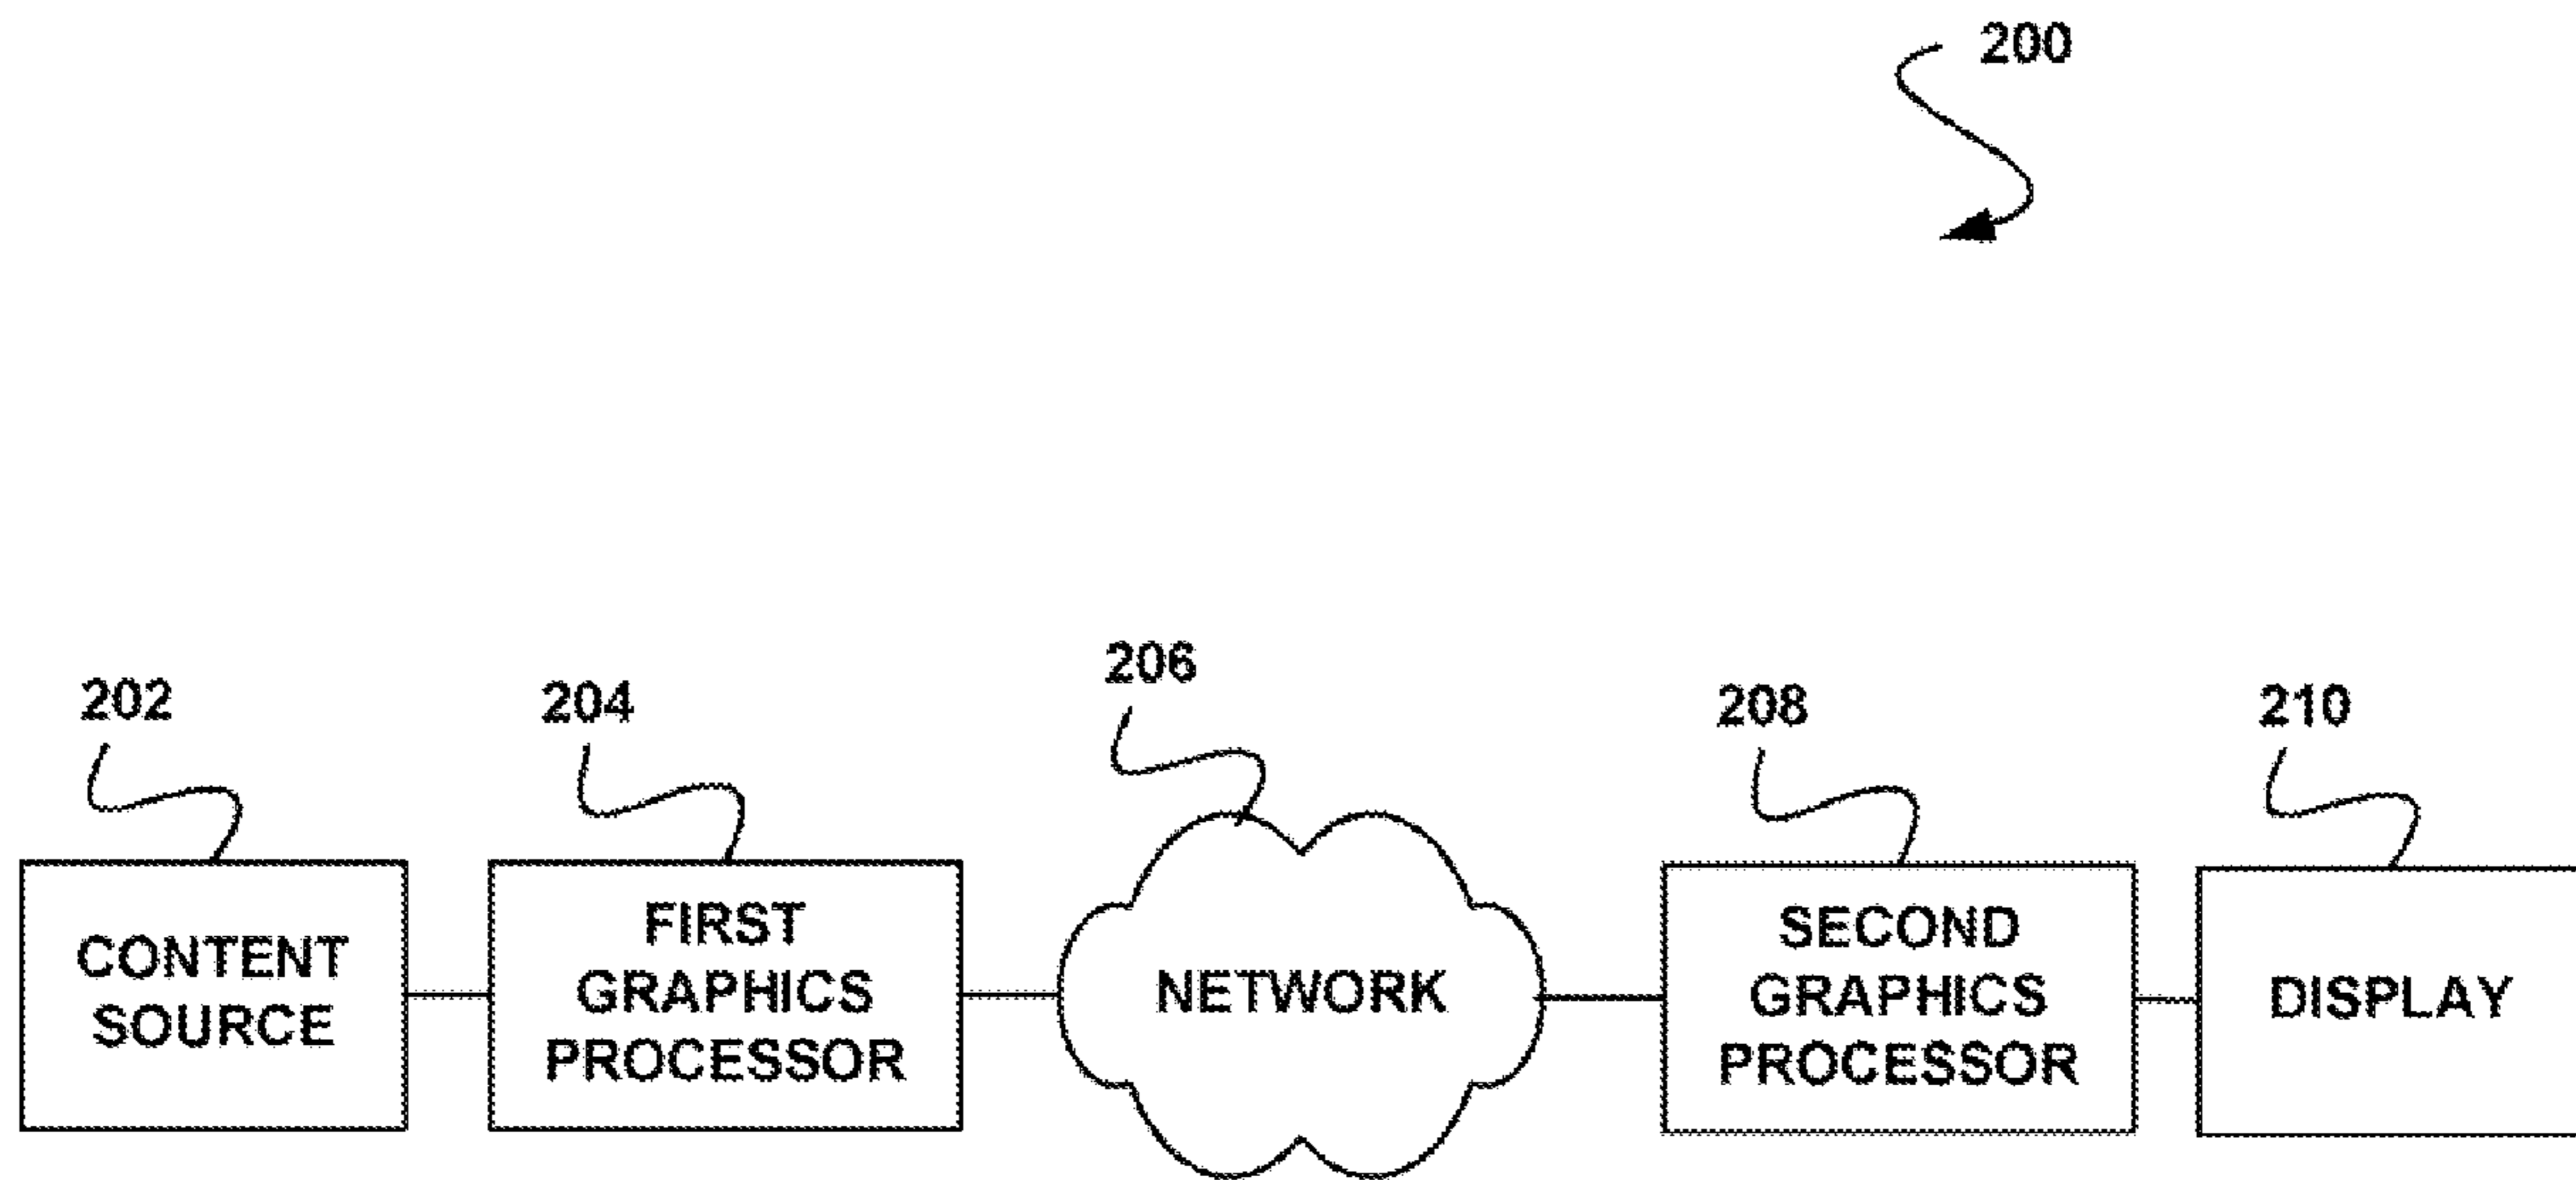 200
202
204
206
208
210
CONTENT
SOURCE
FIRST
GRAPHICS
PROCESSOR
NETWORK
SECOND
GRAPHICS
PROCESSOR
DISPLAY